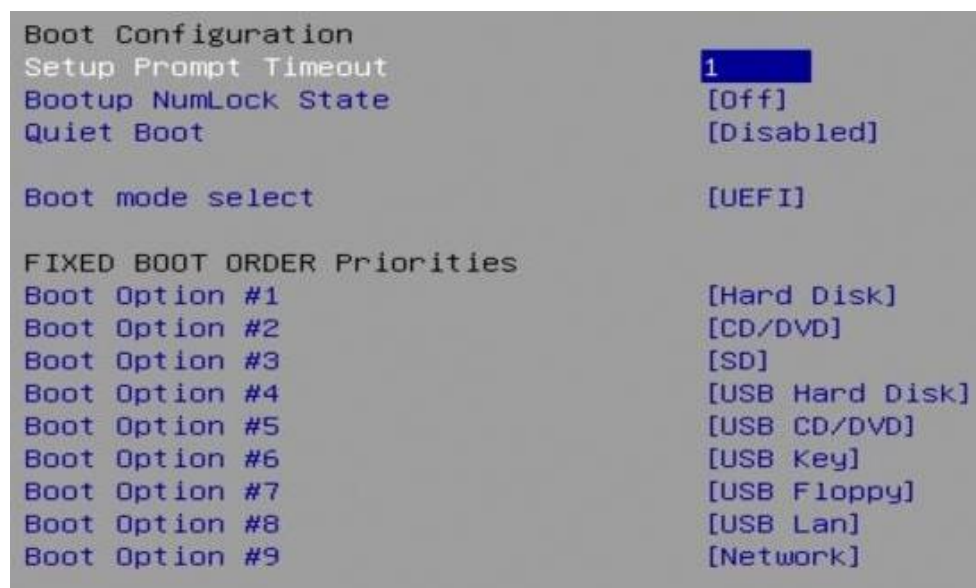 Boot Configuration
Setup Prompt Timeout 1
Bootup NumLock State [Off]
Quiet Boot [Disabled]
Boot mode select [UEFI]
FIXED BOOT ORDER Priorities
Boot Option #1 [Hard Disk]
Boot Option #2 [CD/DVD]
Boot Option #3 [SD]
Boot Option #4 [USB Hard Disk]
Boot Option #5 [USB CD/DVD]
Boot Option #6 [USB Key]
Boot Option #7 [USB Floppy]
Boot Option #8 [USB Lan]
Boot Option #9 [Network]